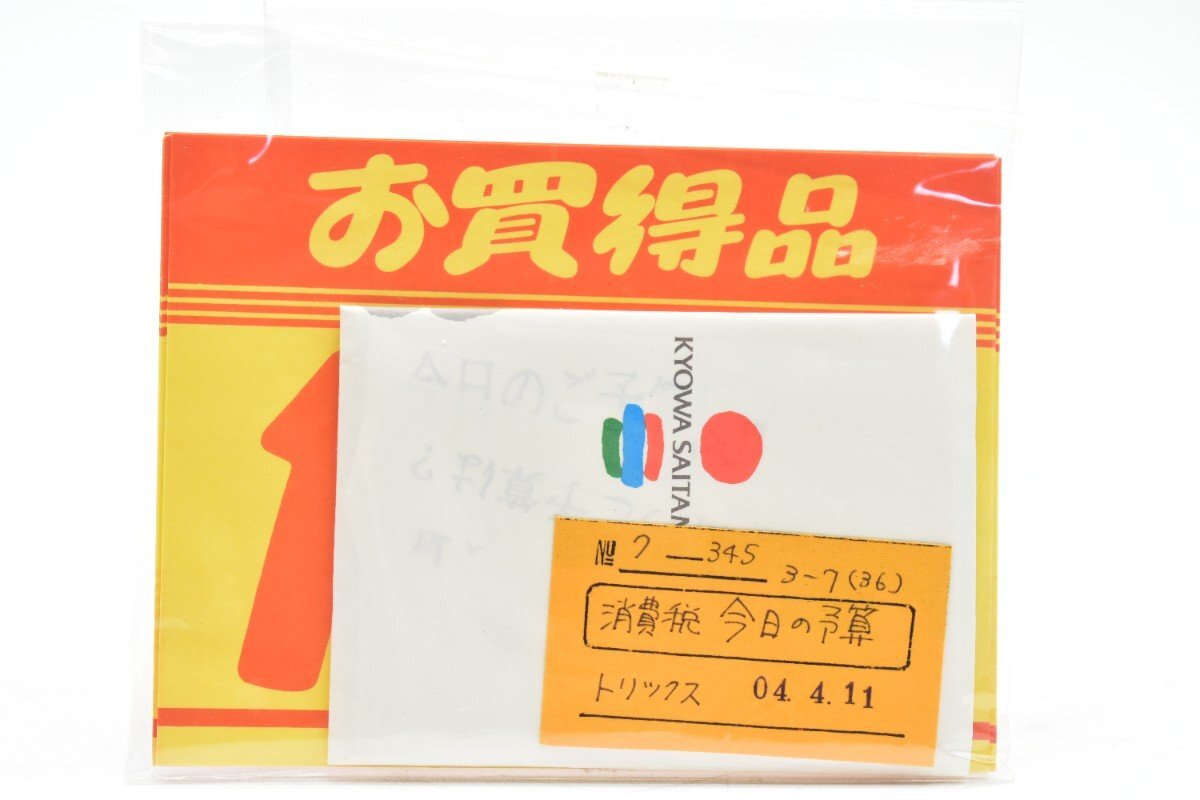 お買得品
KYOWA SAITAM
今日のご予
№ 7 — 345
3-7(36)
消費税 今日の予算
トリックス 04. 4. 11